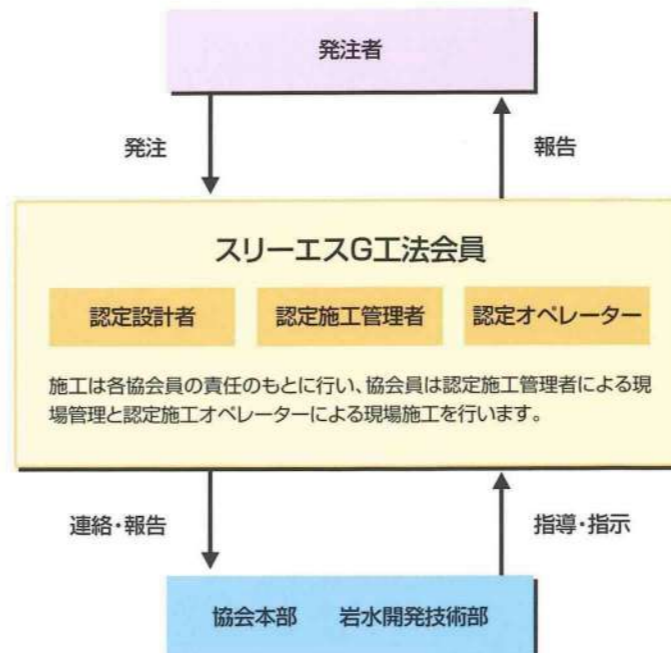 発注者
発注
報告
スリーエスG工法会員
認定設計者
認定施工管理者
認定オペレーター
施工は各協会員の責任のもとに行い、協会員は認定施工管理者による現
場管理と認定施工オペレーターによる現場施工を行います。
連絡・報告
指導・指示
協会本部 岩水開発技術部